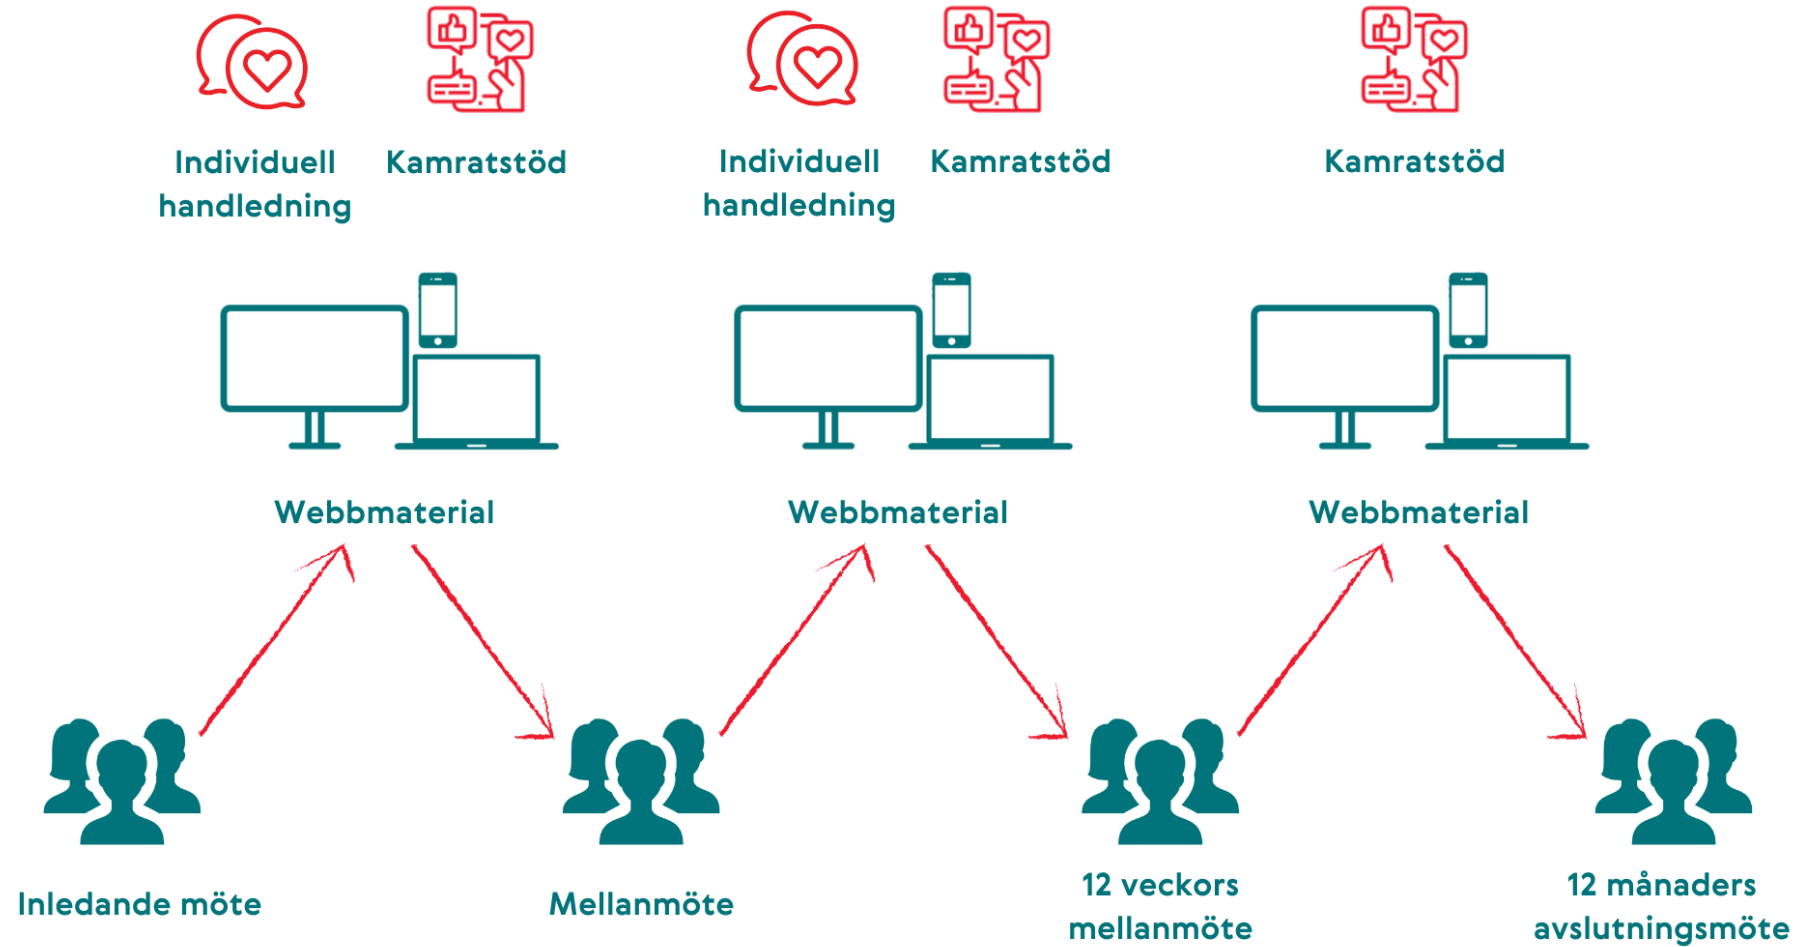 Individuell
handledning
Kamratstöd
Individuell
handledning
Kamratstöd
Kamratstöd
Webbmaterial
Webbmaterial
Webbmaterial
Inledande möte
Mellanmöte
12 veckors
mellanmöte
12 månaders
avslutningsmöte